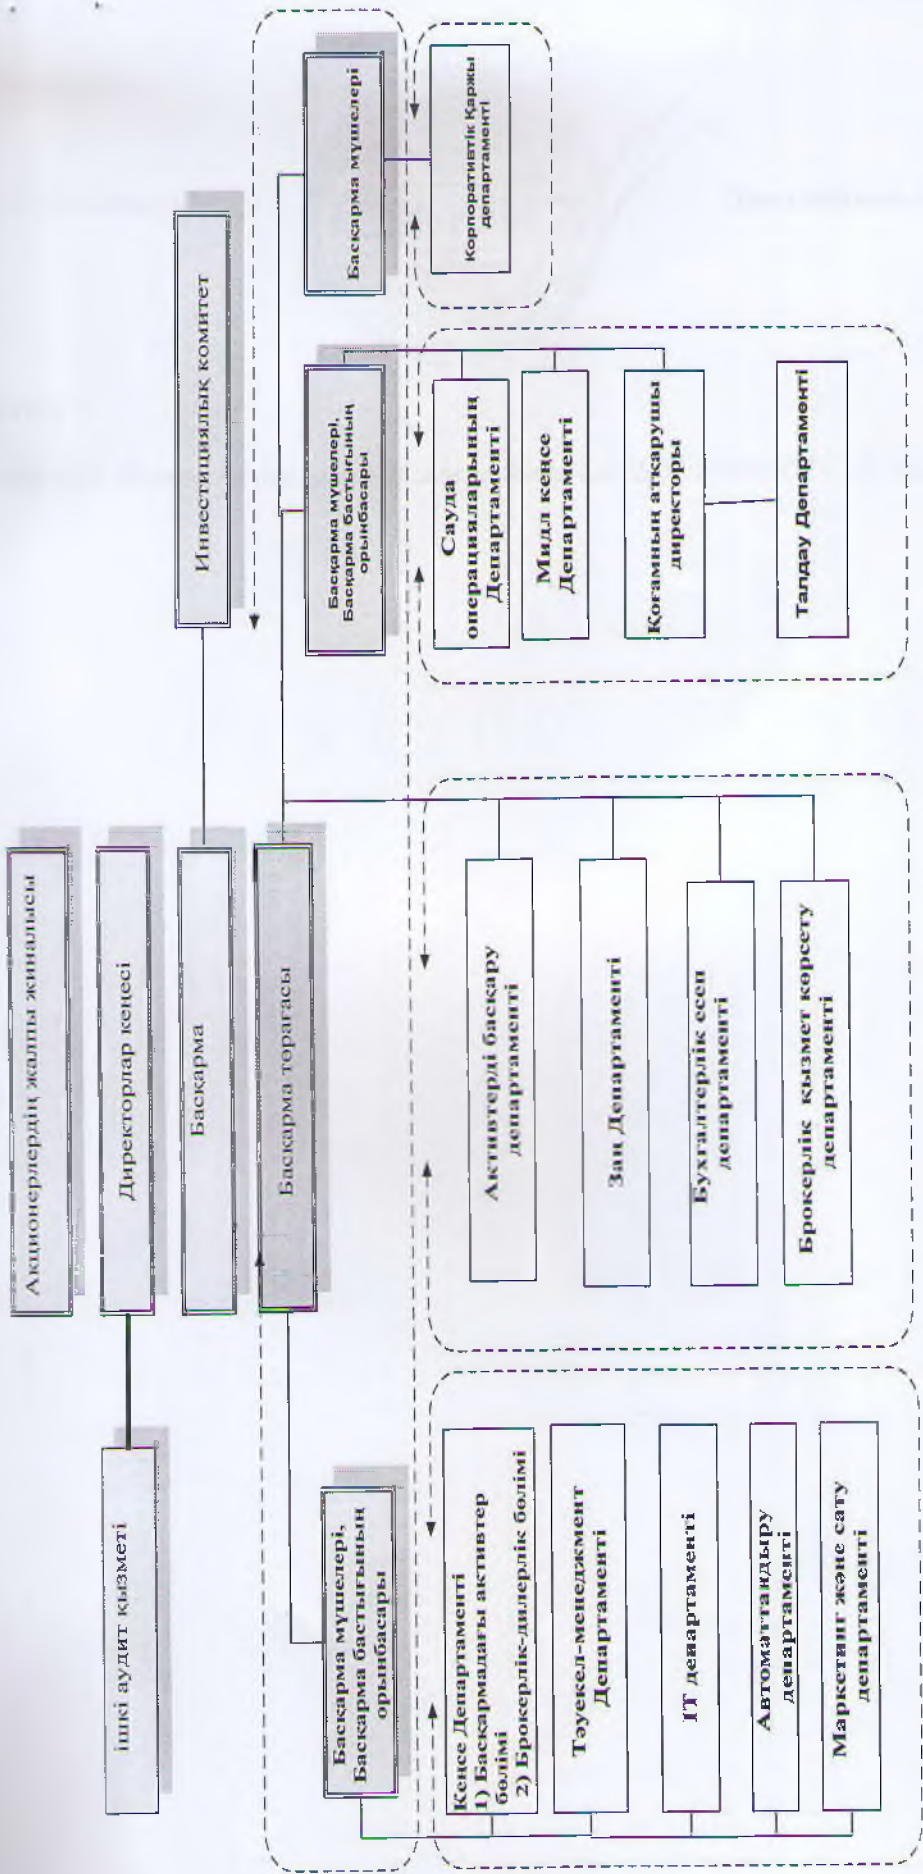 Акционерлердің жалпы жиналысы
ішкі аудит қызметі
Директорлар кеңесі
Басқарма
Инвестициялық комитет
Басқарма төрағасы
Басқарма мүшелері,
Басқарма бастығының
орынбасары
Басқарма мүшелері,
Басқарма бастығының
орынбасары
Басқарма мүшелері
Кеңсе Департаменті
1) Басқармадағы активтер
бөлімі
2) Брокерлік-дилерлік бөлімі
Тәуекел-менеджмент
Департаменті
IT департаменті
Автоматтандыру
департаменті
Маркетинг және сату
департаменті
Активтерді басқару
департаменті
Заң Департаменті
Бухгалтерлік есеп
департаменті
Брокерлік қызмет көрсету
департаменті
Сауда
операцияларының
Департаменті
Мидл кеңсе
Департаменті
Қоғамның атқарушы
директоры
Талдау Департаменті
Корпоративтік Қаржы
департаменті